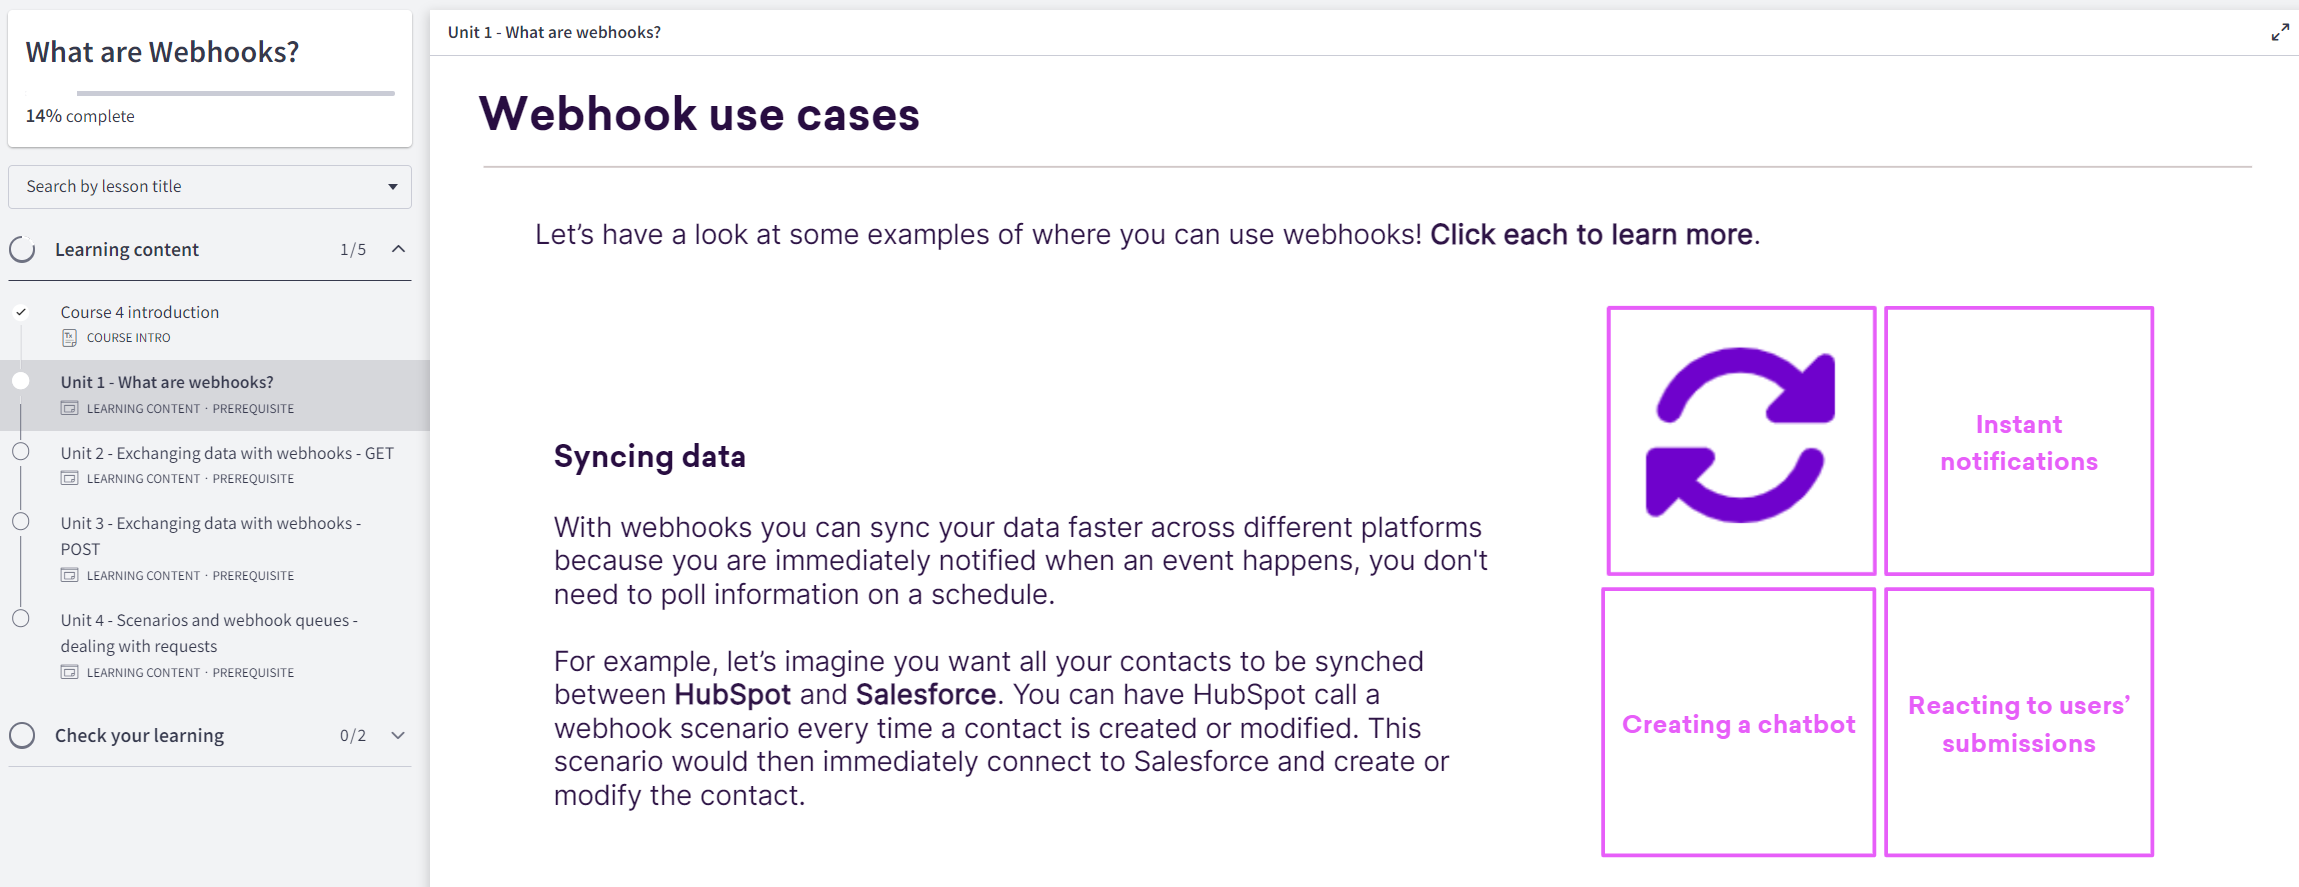 What are Webhooks?
14% complete
Search by lesson title
Learning content 1/5
Course 4 introduction
COURSE INTRO
Unit 1 - What are webhooks?
LEARNING CONTENT · PREREQUISITE
Unit 2 - Exchanging data with webhooks - GET
LEARNING CONTENT · PREREQUISITE
Unit 3 - Exchanging data with webhooks -
POST
LEARNING CONTENT · PREREQUISITE
Unit 4 - Scenarios and webhook queues -
dealing with requests
LEARNING CONTENT · PREREQUISITE
Check your learning 0/2
Unit 1 - What are webhooks?
Webhook use cases
Let’s have a look at some examples of where you can use webhooks! Click each to learn more.
Syncing data
With webhooks you can sync your data faster across different platforms
because you are immediately notified when an event happens, you don't
need to poll information on a schedule.
For example, let’s imagine you want all your contacts to be synched
between HubSpot and Salesforce. You can have HubSpot call a
webhook scenario every time a contact is created or modified. This
scenario would then immediately connect to Salesforce and create or
modify the contact.
Instant
notifications
Creating a chatbot
Reacting to users’
submissions